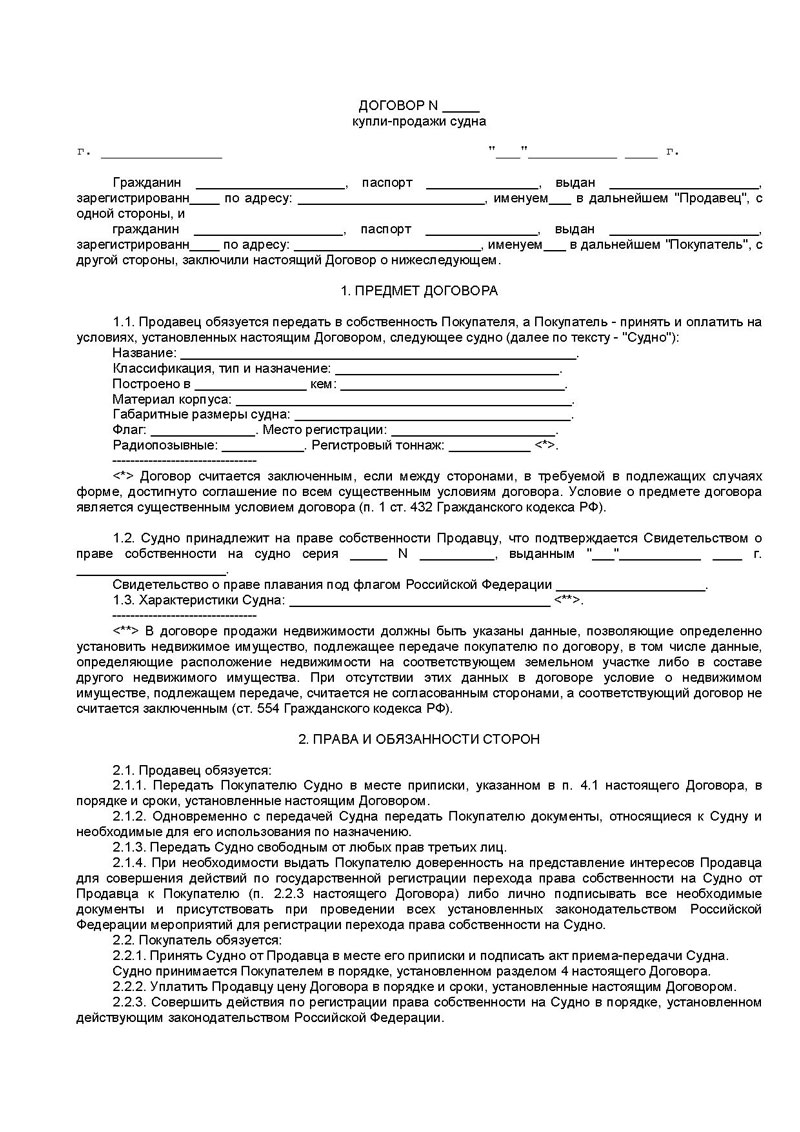 ДОГОВОР N _____
купли-продажи судна
г. ________________ "___"____________ ____ г.
Гражданин ____________________, паспорт _______________, выдан ____________________,
зарегистрированн____ по адресу: _________________________, именуем___ в дальнейшем "Продавец", с
одной стороны, и
гражданин ____________________, паспорт _______________, выдан ____________________,
зарегистрированн____ по адресу: _________________________, именуем___ в дальнейшем "Покупатель", с
другой стороны, заключили настоящий Договор о нижеследующем.
1. ПРЕДМЕТ ДОГОВОРА
1.1. Продавец обязуется передать в собственность Покупателя, а Покупатель - принять и оплатить на
условиях, установленных настоящим Договором, следующее судно (далее по тексту - "Судно"):
Название: _____________________________________________________.
Классификация, тип и назначение: ______________________________.
Построено в _______________ кем: ______________________________.
Материал корпуса: _____________________________________________.
Габаритные размеры судна: _____________________________________.
Флаг: ______________. Место регистрации: ______________________.
Радиопозывные: ___________. Регистровый тоннаж: ___________ <*>.
--------------------------------
<*> Договор считается заключенным, если между сторонами, в требуемой в подлежащих случаях
форме, достигнуто соглашение по всем существенным условиям договора. Условие о предмете договора
является существенным условием договора (п. 1 ст. 432 Гражданского кодекса РФ).
1.2. Судно принадлежит на праве собственности Продавцу, что подтверждается Свидетельством о
праве собственности на судно серия _____ N __________, выданным "___"___________ ____ г.
____________________.
Свидетельство о праве плавания под флагом Российской Федерации ____________________.
1.3. Характеристики Судна: ___________________________________ <**>.
--------------------------------
<**> В договоре продажи недвижимости должны быть указаны данные, позволяющие определенно
установить недвижимое имущество, подлежащее передаче покупателю по договору, в том числе данные,
определяющие расположение недвижимости на соответствующем земельном участке либо в составе
другого недвижимого имущества. При отсутствии этих данных в договоре условие о недвижимом
имуществе, подлежащем передаче, считается не согласованным сторонами, а соответствующий договор не
считается заключенным (ст. 554 Гражданского кодекса РФ).
2. ПРАВА И ОБЯЗАННОСТИ СТОРОН
2.1. Продавец обязуется:
2.1.1. Передать Покупателю Судно в месте приписки, указанном в п. 4.1 настоящего Договора, в
порядке и сроки, установленные настоящим Договором.
2.1.2. Одновременно с передачей Судна передать Покупателю документы, относящиеся к Судну и
необходимые для его использования по назначению.
2.1.3. Передать Судно свободным от любых прав третьих лиц.
2.1.4. При необходимости выдать Покупателю доверенность на представление интересов Продавца
для совершения действий по государственной регистрации перехода права собственности на Судно от
Продавца к Покупателю (п. 2.2.3 настоящего Договора) либо лично подписывать все необходимые
документы и присутствовать при проведении всех установленных законодательством Российской
Федерации мероприятий для регистрации перехода права собственности на Судно.
2.2. Покупатель обязуется:
2.2.1. Принять Судно от Продавца в месте его приписки и подписать акт приема-передачи Судна.
Судно принимается Покупателем в порядке, установленном разделом 4 настоящего Договора.
2.2.2. Уплатить Продавцу цену Договора в порядке и сроки, установленные настоящим Договором.
2.2.3. Совершить действия по регистрации права собственности на Судно в порядке, установленном
действующим законодательством Российской Федерации.